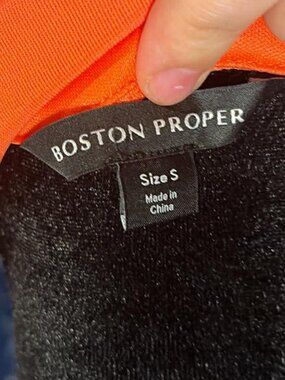 BOSTON PROPER
Size S
Made in
China